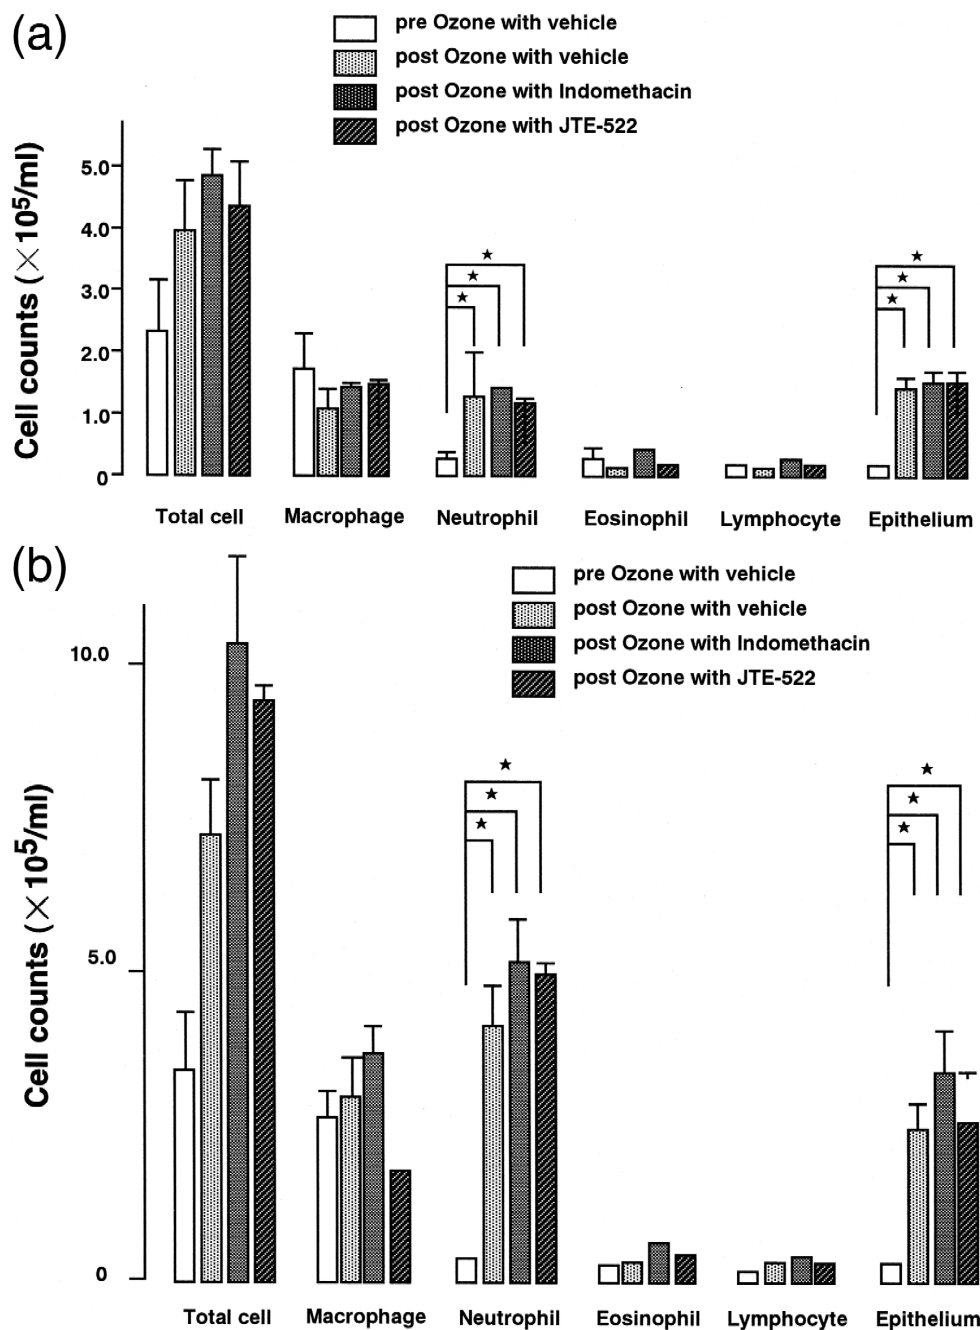 (a)
pre Ozone with vehicle
post Ozone with vehicle
post Ozone with Indomethacin
post Ozone with JTE-522
Cell counts (×10⁵/ml)
5.0
4.0
3.0
2.0
1.0
0
★
★
★
★
★
★
Total cell Macrophage Neutrophil Eosinophil Lymphocyte Epithelium
(b)
pre Ozone with vehicle
post Ozone with vehicle
post Ozone with Indomethacin
post Ozone with JTE-522
Cell counts (×10⁵/ml)
10.0
5.0
0
★
★
★
★
★
★
Total cell Macrophage Neutrophil Eosinophil Lymphocyte Epithelium